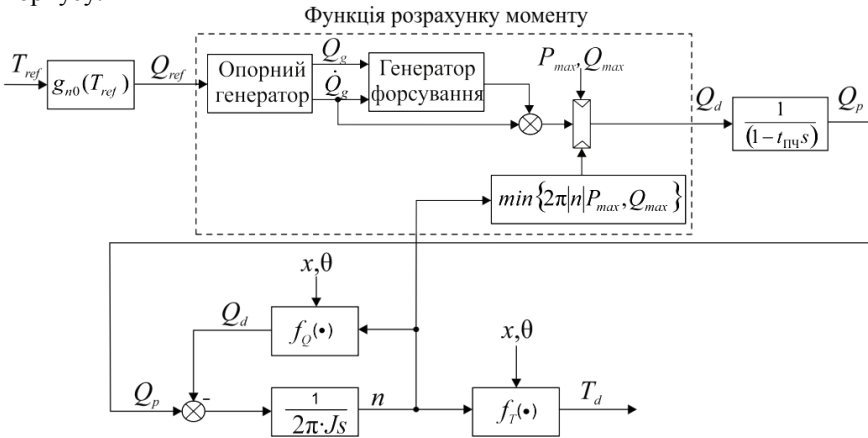 Функція розрахунку моменту
T_ref
g_п0(T_ref)
Q_ref
Опорний
генератор
Q_g
Q̇_g
Генератор
форсування
P_max, Q_max
Q_d
1
(1− t_ПЧ s)
Q_p
min{2π|n|P_max, Q_max}
x,θ
Q_d
f_Q(•)
x,θ
Q_p
-
1
2π·Js
n
f_T(•)
T_d